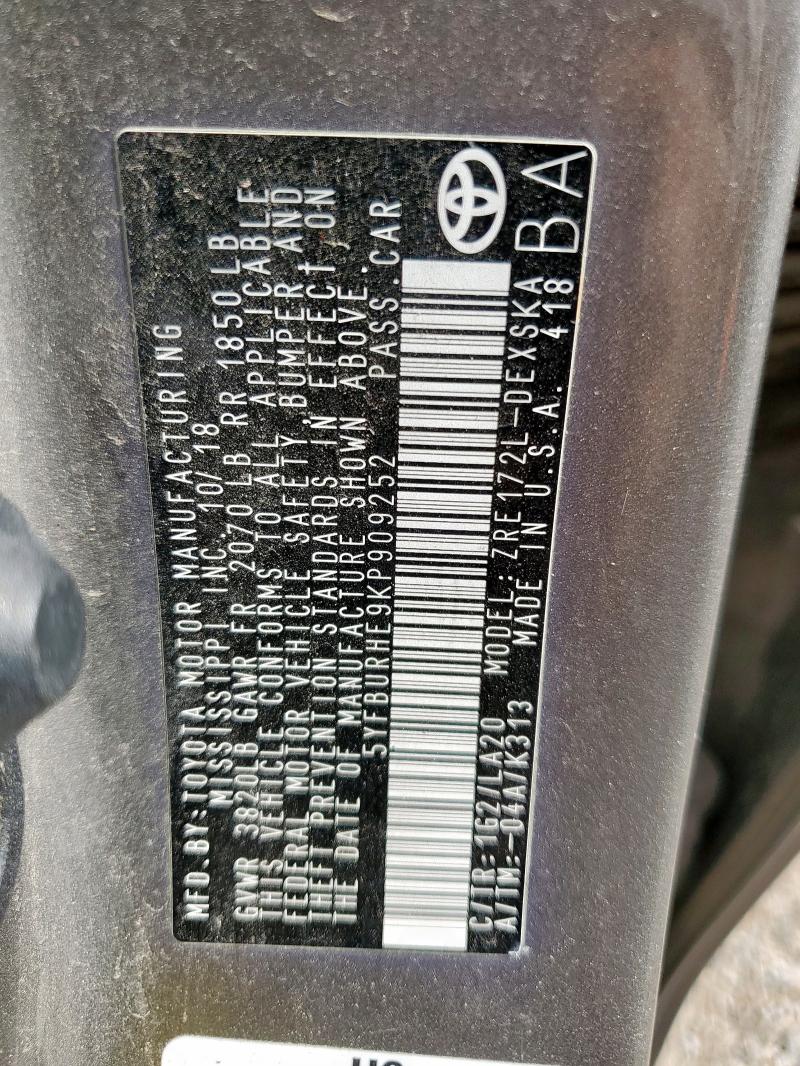 MFD.BY:TOYOTA MOTOR MANUFACTURING
MISSISSIPPI INC. 10/18
GVWR 3820LB GAWR FR 2070 LB RR 1850LB
THIS VEHICLE CONFORMS TO ALL APPLICABLE
FEDERAL MOTOR VEHICLE SAFETY, BUMPER AND
THEFT PREVENTION STANDARDS IN EFFECT ON
THE DATE OF MANUFACTURE SHOWN ABOVE.
5YFBURHE9KP909252 PASS.CAR
C/TR:1G2/LA20 MODEL:ZRE172L-DEXSKA
A/TM:-04A/K313 MADE IN U.S.A. 418 BA